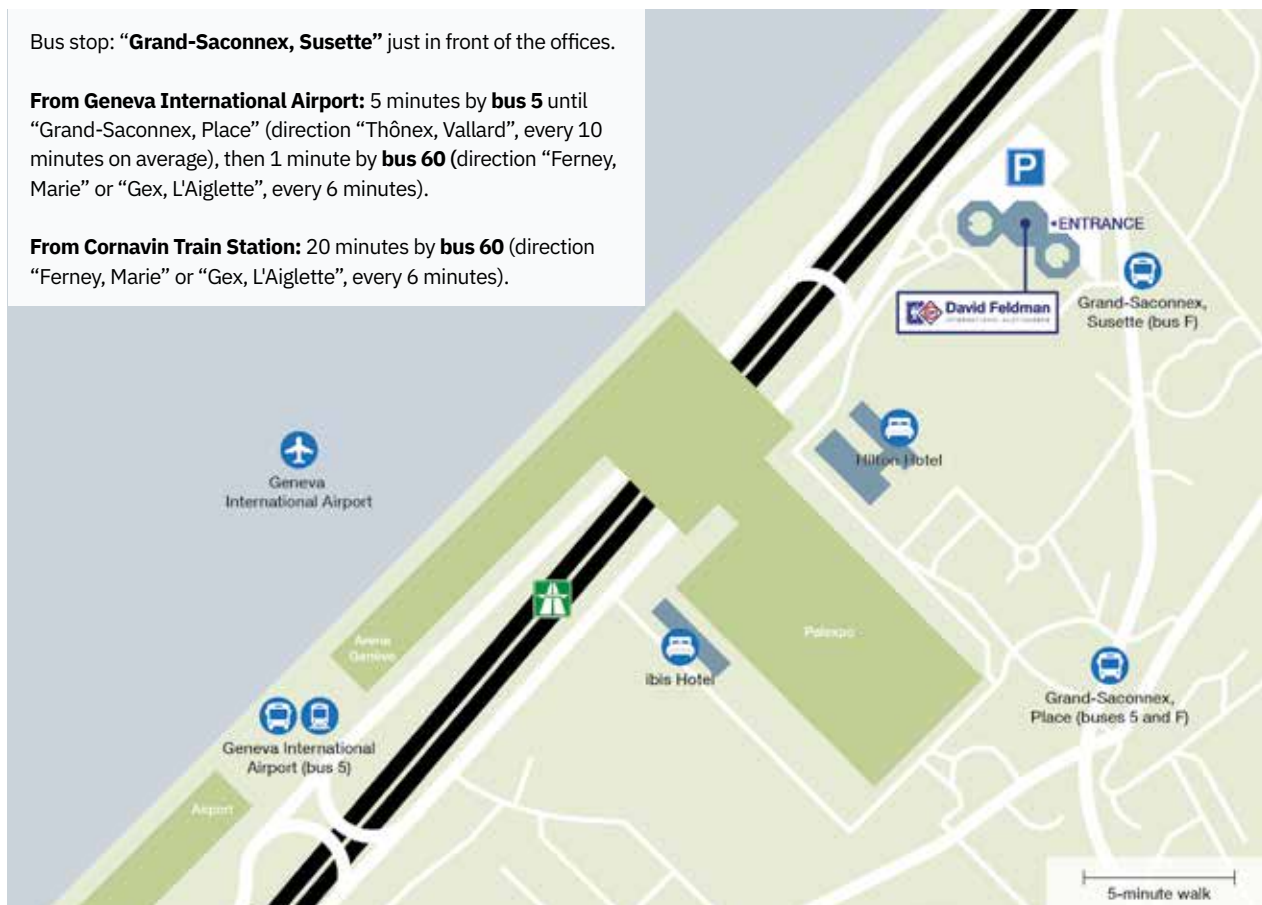 Bus stop: “Grand-Saconnex, Susette” just in front of the offices.
From Geneva International Airport: 5 minutes by bus 5 until
“Grand-Saconnex, Place” (direction “Thônex, Vallard”, every 10
minutes on average), then 1 minute by bus 60 (direction “Ferney,
Marie” or “Gex, L'Aiglette”, every 6 minutes).
From Cornavin Train Station: 20 minutes by bus 60 (direction
“Ferney, Marie” or “Gex, L'Aiglette”, every 6 minutes).
P
ENTRANCE
David Feldman
INTERNATIONAL AUCTIONEERS
Grand-Saconnex,
Susette (bus F)
Hilton Hotel
Geneva
International Airport
Arena
Genève
Palexpo
ibis Hotel
Grand-Saconnex,
Place (buses 5 and F)
Geneva International
Airport (bus 5)
Airport
5-minute walk